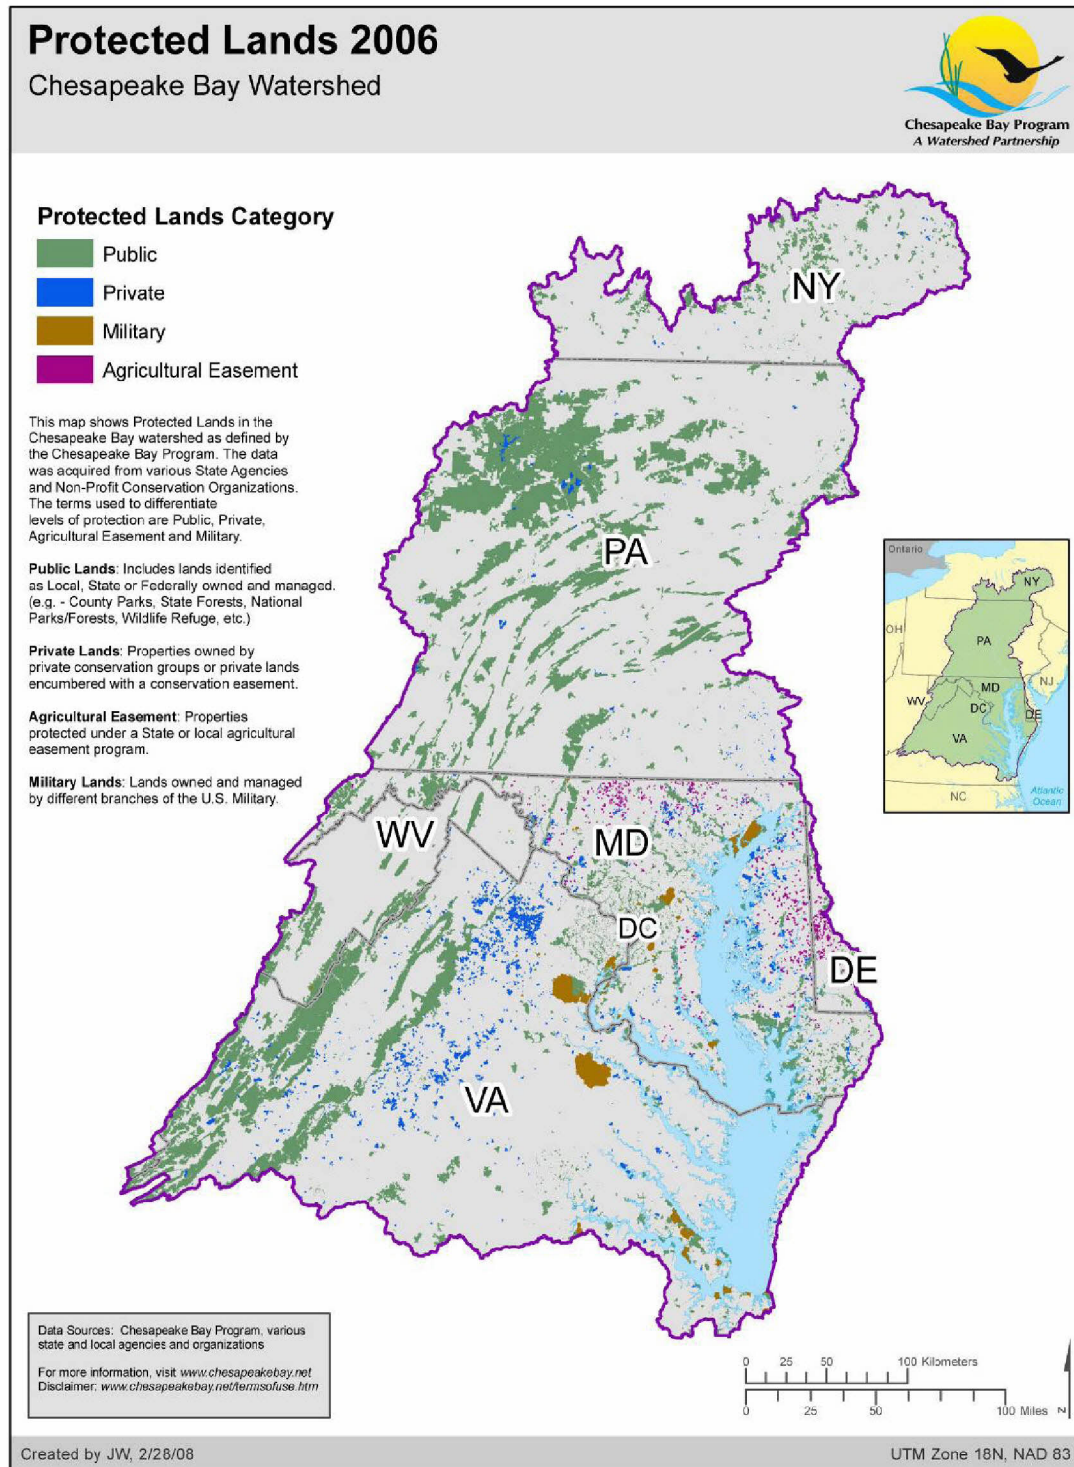 Protected Lands 2006
Chesapeake Bay Watershed
Chesapeake Bay Program
A Watershed Partnership
Protected Lands Category
Public
Private
Military
Agricultural Easement
This map shows Protected Lands in the
Chesapeake Bay watershed as defined by
the Chesapeake Bay Program. The data
was acquired from various State Agencies
and Non-Profit Conservation Organizations.
The terms used to differentiate
levels of protection are Public, Private,
Agricultural Easement and Military.
Public Lands: Includes lands identified
as Local, State or Federally owned and managed.
(e.g. - County Parks, State Forests, National
Parks/Forests, Wildlife Refuge, etc.)
Private Lands: Properties owned by
private conservation groups or private lands
encumbered with a conservation easement.
Agricultural Easement: Properties
protected under a State or local agricultural
easement program.
Military Lands: Lands owned and managed
by different branches of the U.S. Military.
NY
PA
WV
MD
DC
DE
VA
Ontario
NY
OH
PA
NJ
MD
WV
DC
DE
VA
NC
Atlantic
Ocean
Data Sources: Chesapeake Bay Program, various
state and local agencies and organizations
For more information, visit www.chesapeakebay.net
Disclaimer: www.chesapeakebay.net/termsofuse.htm
0 25 50 100 Kilometers
0 25 50 100 Miles
N
Created by JW, 2/28/08
UTM Zone 18N, NAD 83